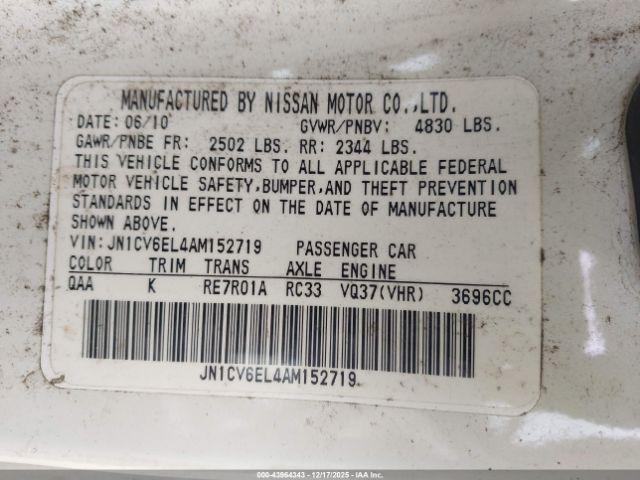 MANUFACTURED BY NISSAN MOTOR CO.,LTD.
DATE: 06/10 GVWR/PNBV: 4830 LBS.
GAWR/PNBE FR: 2502 LBS. RR: 2344 LBS.
THIS VEHICLE CONFORMS TO ALL APPLICABLE FEDERAL
MOTOR VEHICLE SAFETY,BUMPER,AND THEFT PREVENTION
STANDARDS IN EFFECT ON THE DATE OF MANUFACTURE
SHOWN ABOVE.
VIN:JN1CV6EL4AM152719 PASSENGER CAR
COLOR TRIM TRANS AXLE ENGINE
QAA K RE7R01A RC33 VQ37(VHR) 3696CC
JN1CV6EL4AM152719
000-43964343 | 12/17/2025 | IAA Inc.